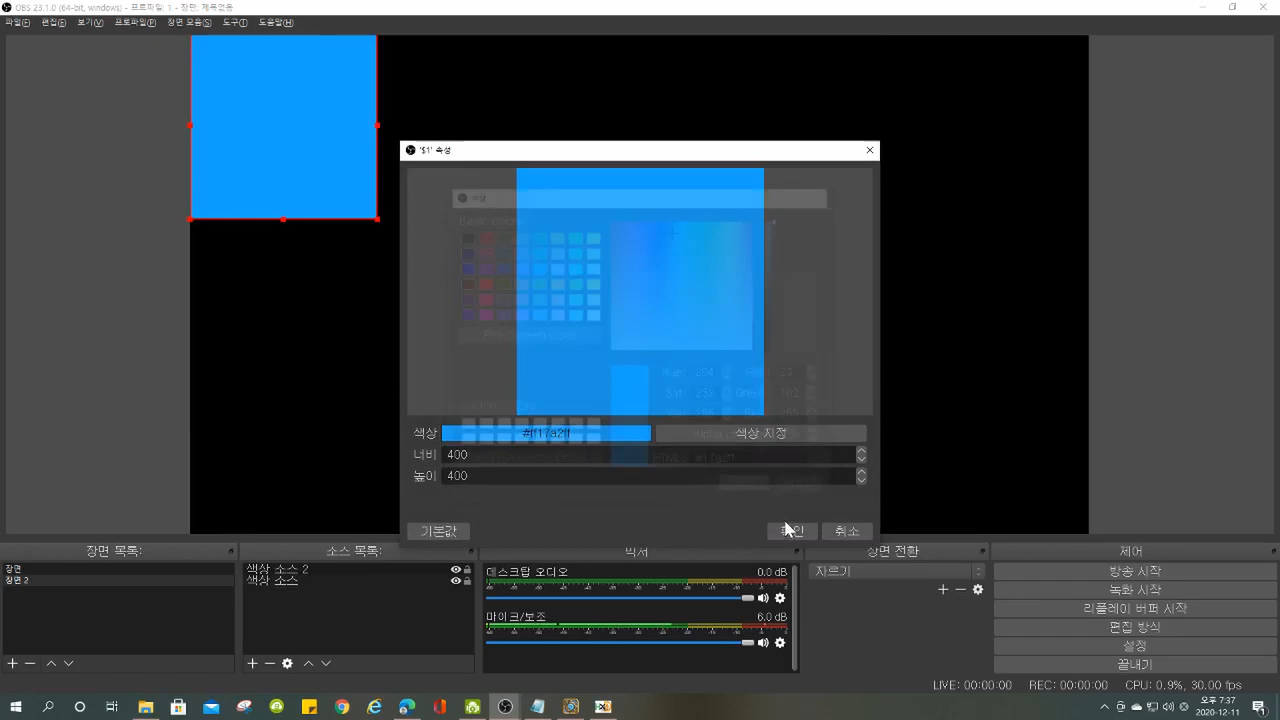 OBS 23.1.0 (64-bit, windows) - 프로파일: 1 - 장면: 제목없음
파일(F) 편집(E) 보기(V) 프로파일(P) 장면 모음(S) 도구(T) 도움말(H)
'$1' 속성
색상 #ff17a2ff 색상 지정
너비 400
높이 400
기본값 확인 취소
장면 목록: 소스 목록: 믹서 장면 전환 제어
장면
장면 2
색상 소스 2
색상 소스
데스크탑 오디오 0.0 dB
마이크/보조 6.0 dB
자르기
방송 시작
녹화 시작
리플레이 버퍼 시작
편집 방식
설정
끝내기
LIVE: 00:00:00 REC: 00:00:00 CPU: 0.9%, 30.00 fps
오후 7:37
2020-12-11